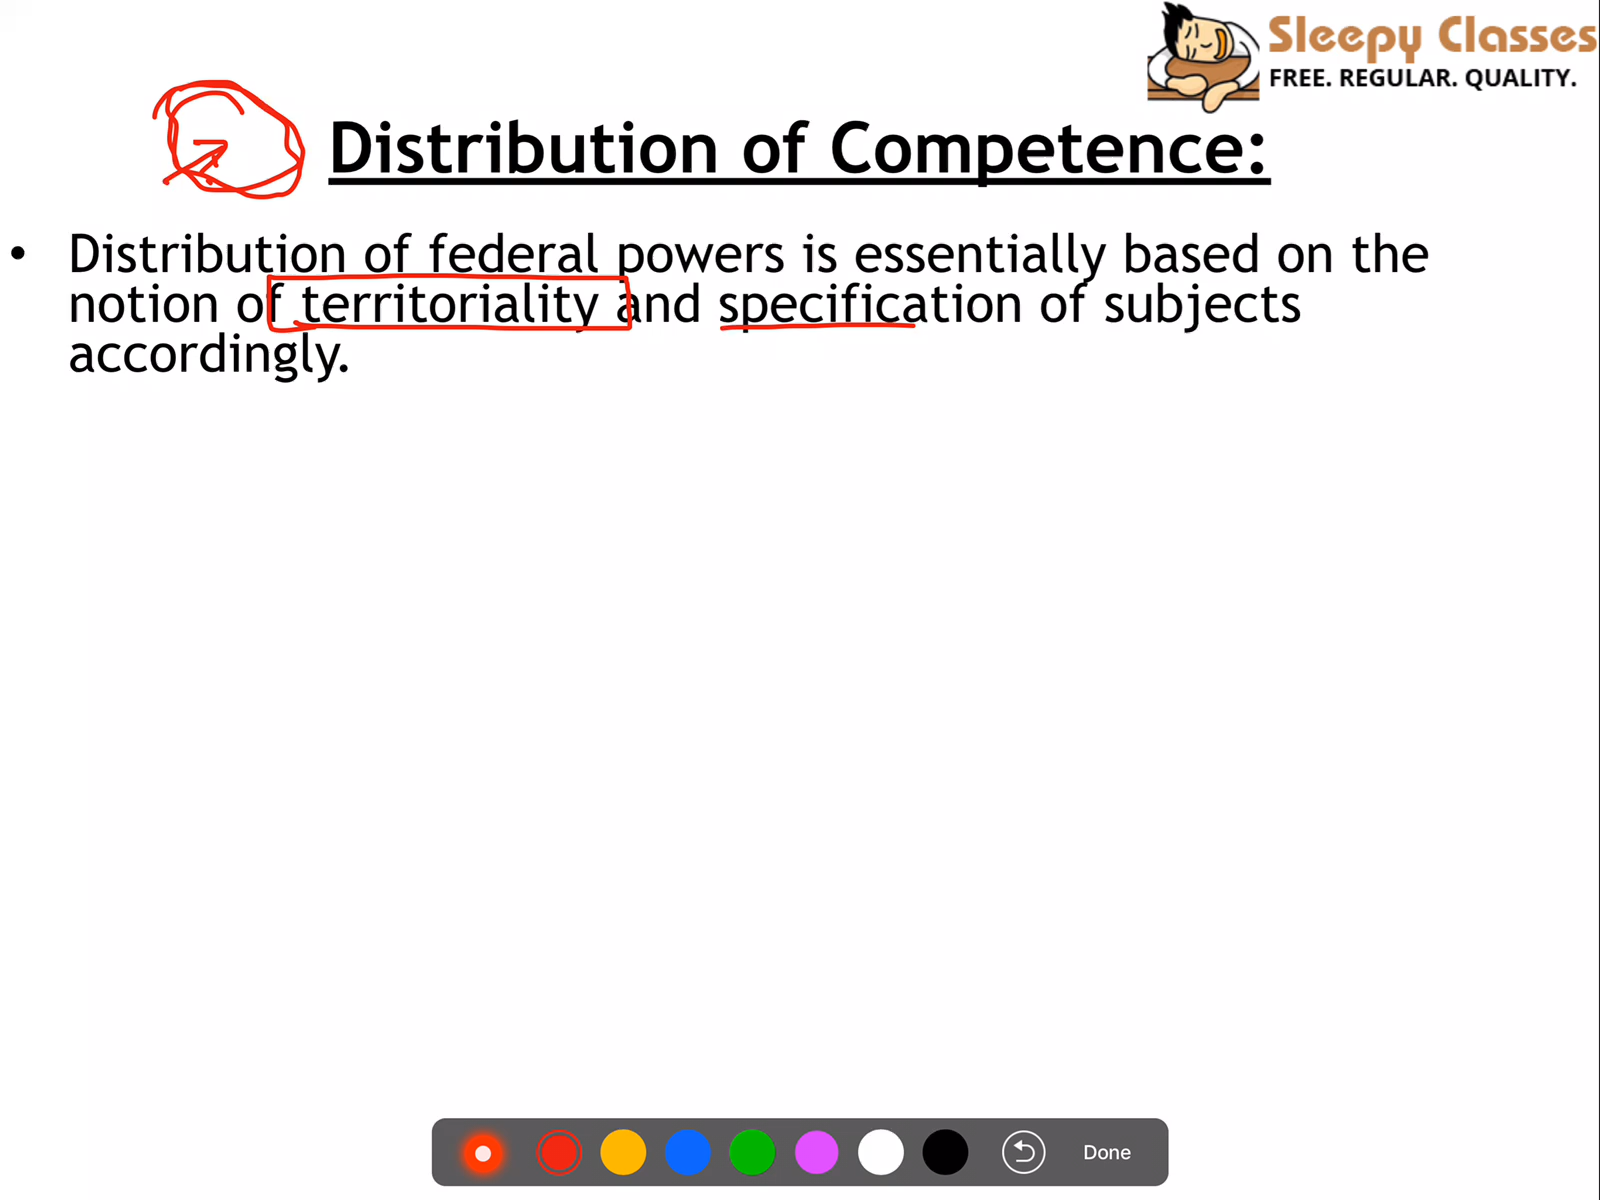 Sleepy Classes
FREE. REGULAR. QUALITY.
Distribution of Competence:
• Distribution of federal powers is essentially based on the
notion of territoriality and specification of subjects
accordingly.
Done